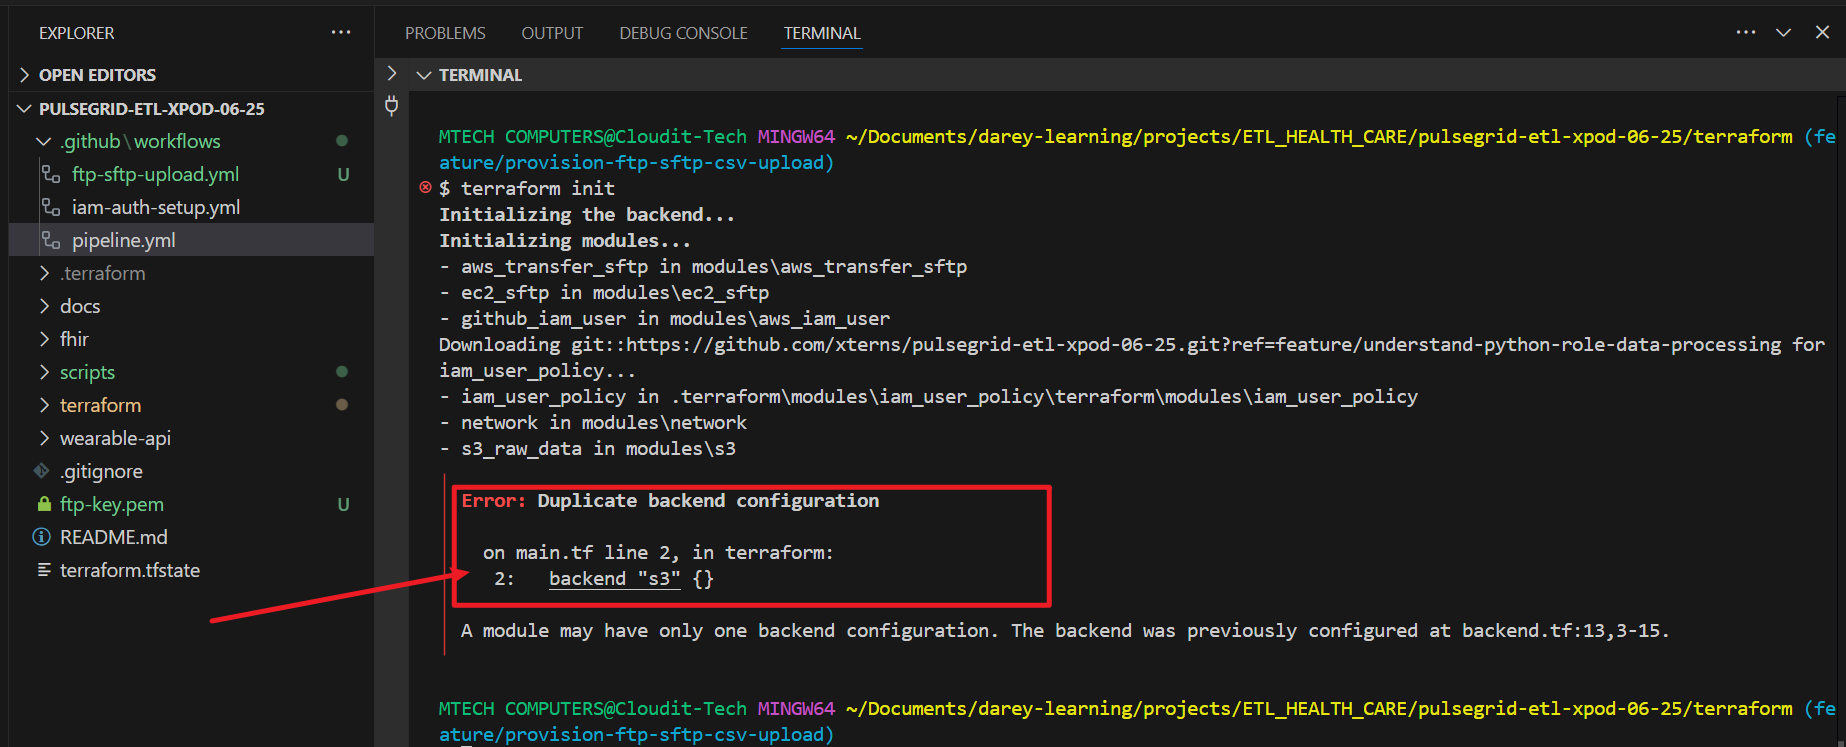 EXPLORER
OPEN EDITORS
PULSEGRID-ETL-XPOD-06-25
.github\workflows
ftp-sftp-upload.yml U
iam-auth-setup.yml
pipeline.yml
.terraform
docs
fhir
scripts
terraform
wearable-api
.gitignore
ftp-key.pem U
README.md
terraform.tfstate
PROBLEMS OUTPUT DEBUG CONSOLE TERMINAL
TERMINAL
MTECH COMPUTERS@Cloudit-Tech MINGW64 ~/Documents/darey-learning/projects/ETL_HEALTH_CARE/pulsegrid-etl-xpod-06-25/terraform (fe
ature/provision-ftp-sftp-csv-upload)
$ terraform init
Initializing the backend...
Initializing modules...
- aws_transfer_sftp in modules\aws_transfer_sftp
- ec2_sftp in modules\ec2_sftp
- github_iam_user in modules\aws_iam_user
Downloading git::https://github.com/xterns/pulsegrid-etl-xpod-06-25.git?ref=feature/understand-python-role-data-processing for
iam_user_policy...
- iam_user_policy in .terraform\modules\iam_user_policy\terraform\modules\iam_user_policy
- network in modules\network
- s3_raw_data in modules\s3
Error: Duplicate backend configuration
on main.tf line 2, in terraform:
2: backend "s3" {}
A module may have only one backend configuration. The backend was previously configured at backend.tf:13,3-15.
MTECH COMPUTERS@Cloudit-Tech MINGW64 ~/Documents/darey-learning/projects/ETL_HEALTH_CARE/pulsegrid-etl-xpod-06-25/terraform (fe
ature/provision-ftp-sftp-csv-upload)